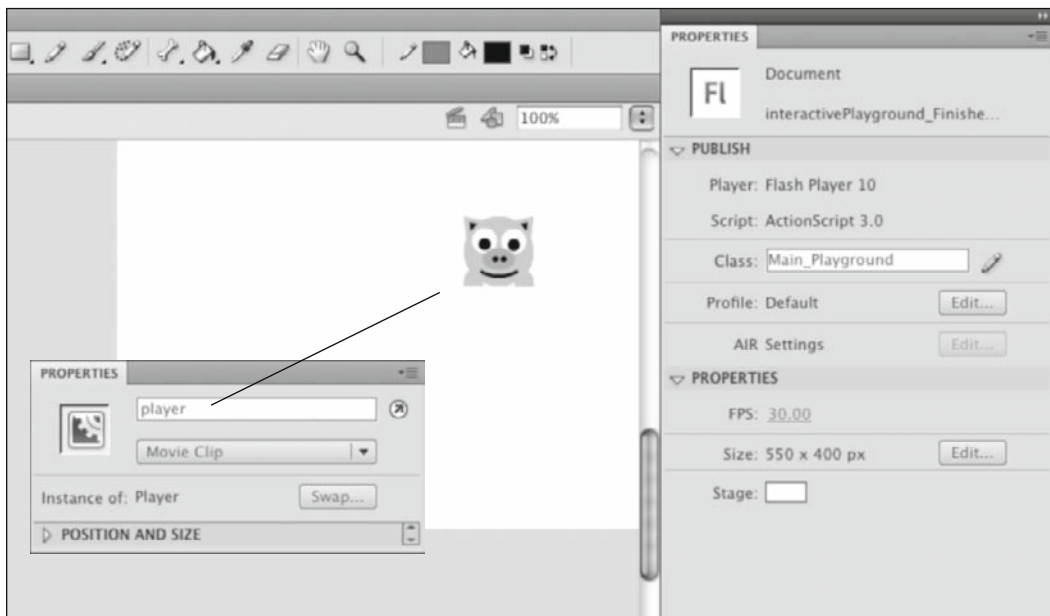 100%
player
PROPERTIES
Movie Clip
Instance of: Player
Swap...
POSITION AND SIZE
PROPERTIES
Fl
Document
interactivePlayground_Finishe...
PUBLISH
Player: Flash Player 10
Script: ActionScript 3.0
Class: Main_Playground
Profile: Default
Edit...
AIR Settings
Edit...
PROPERTIES
FPS: 30.00
Size: 550 x 400 px
Edit...
Stage: